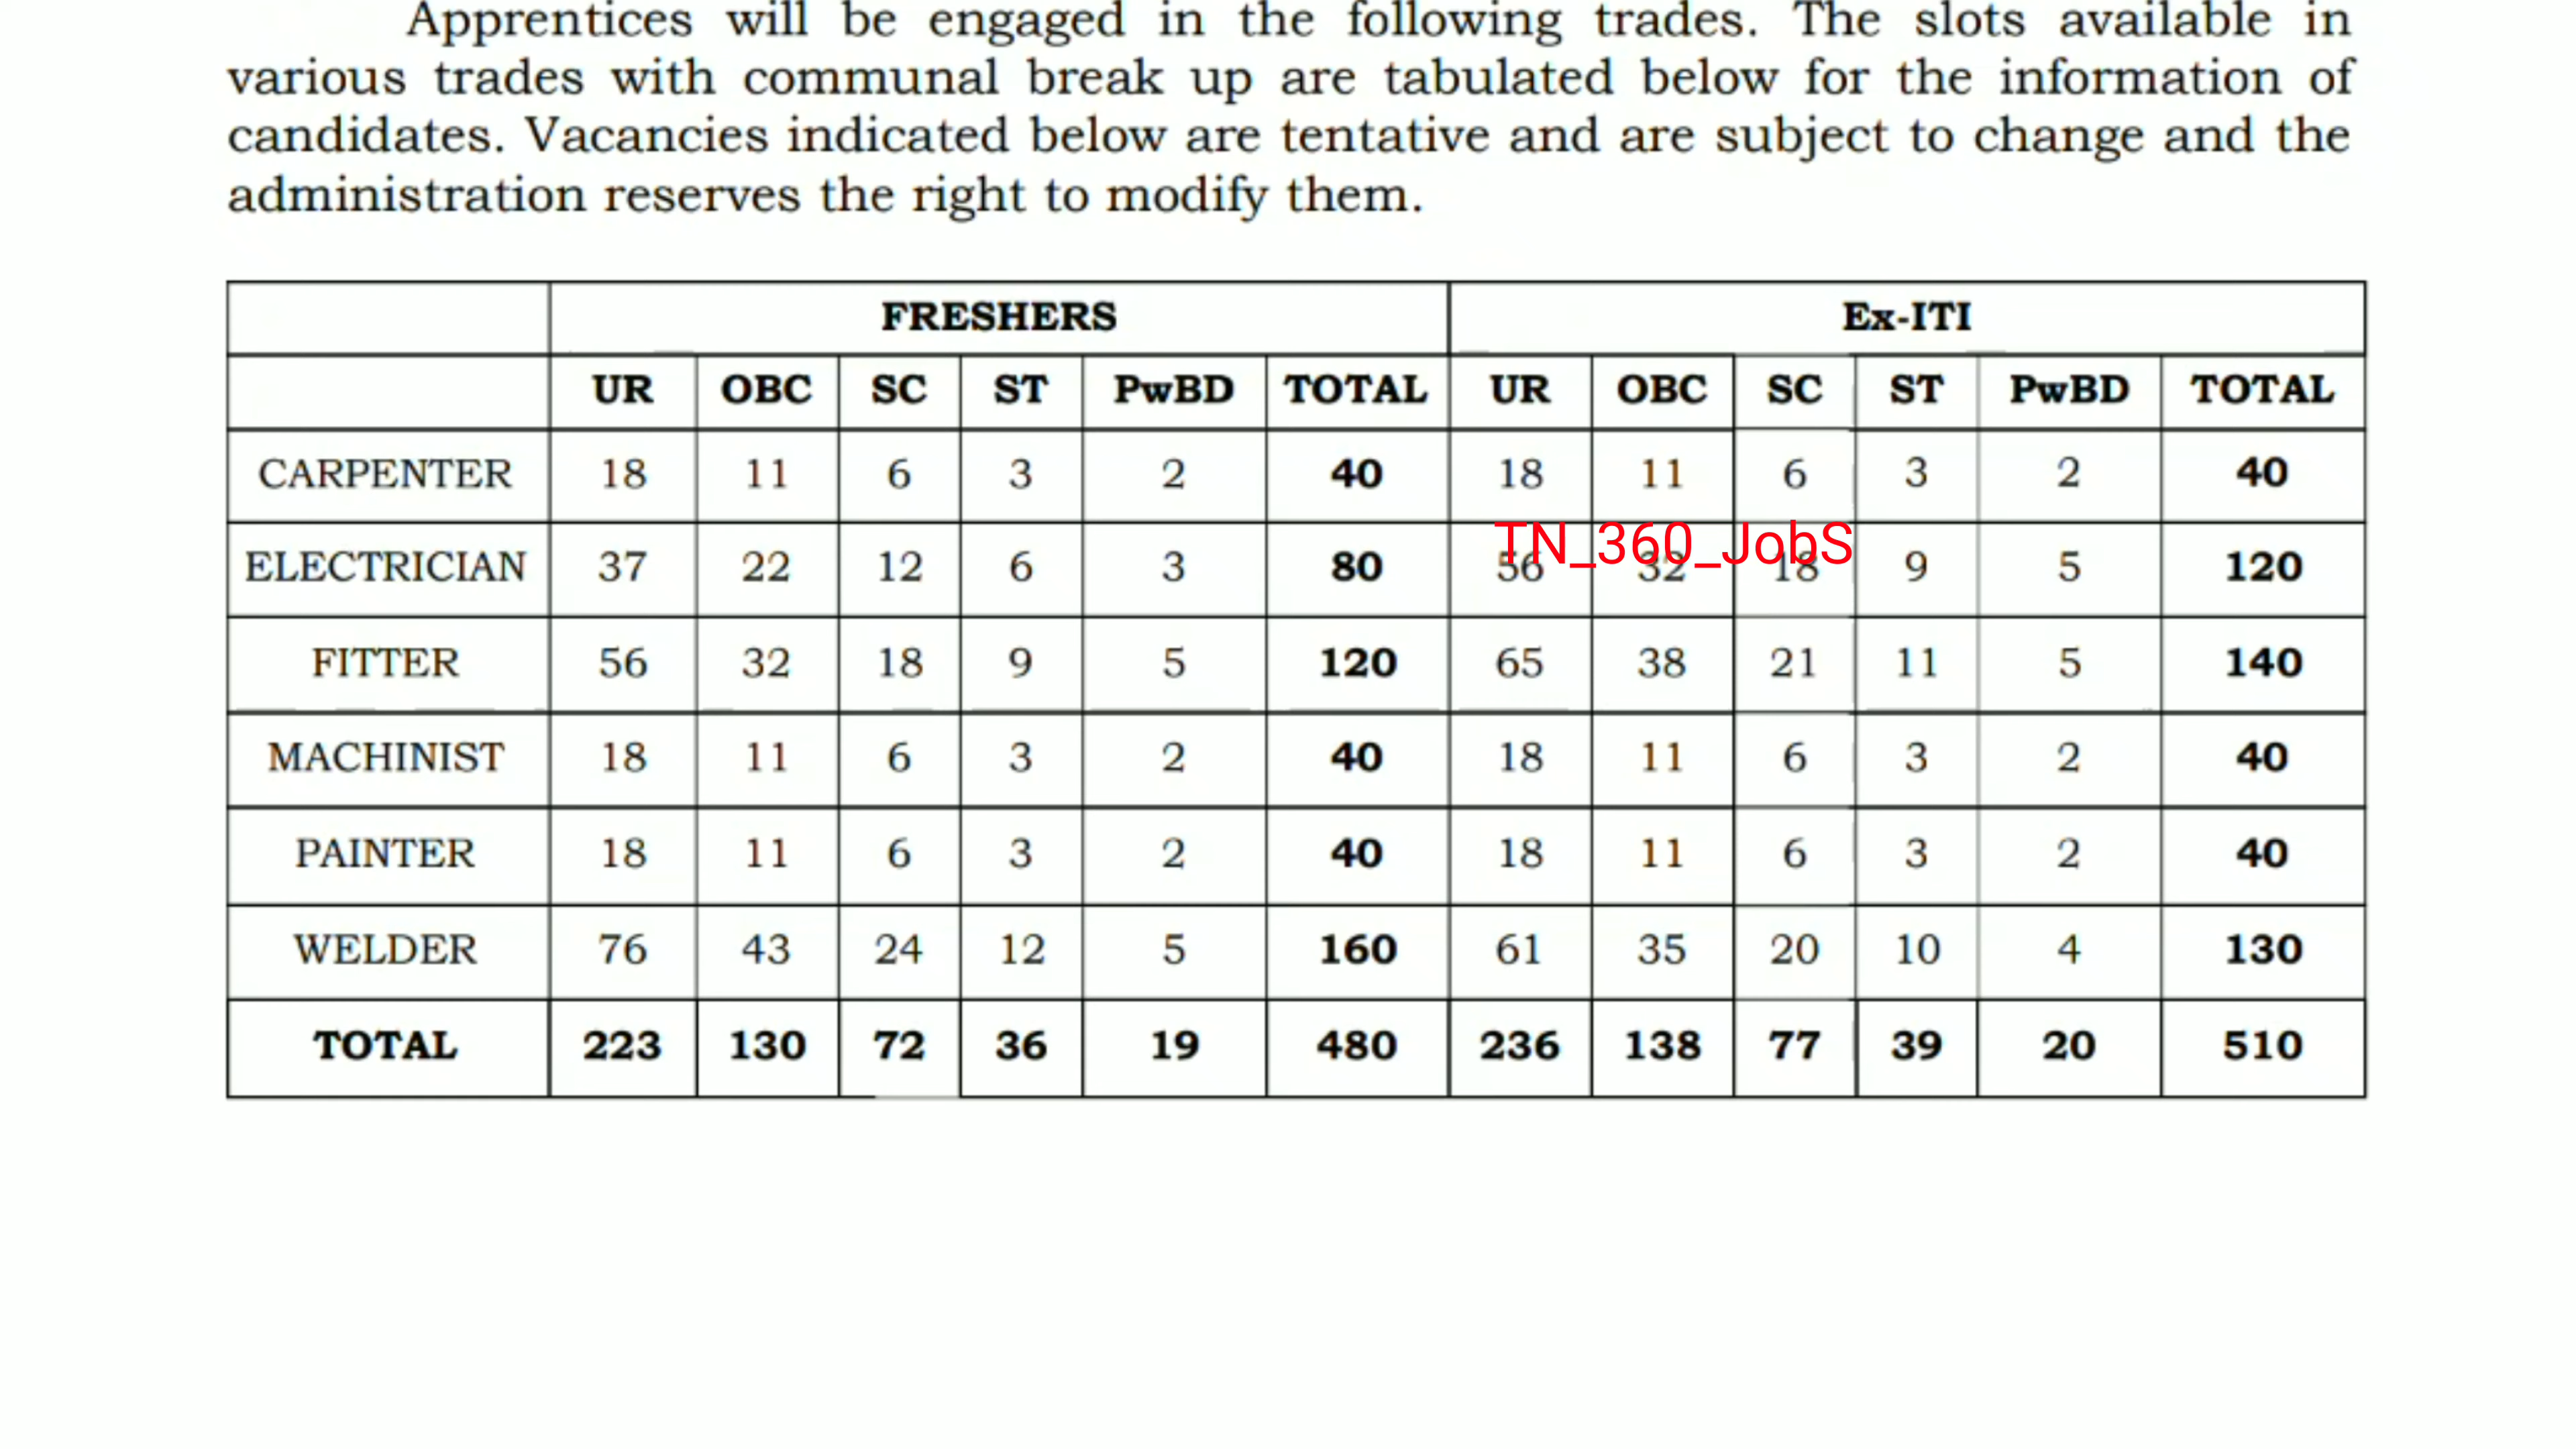 Apprentices will be engaged in the following trades. The slots available in
various trades with communal break up are tabulated below for the information of
candidates. Vacancies indicated below are tentative and are subject to change and the
administration reserves the right to modify them.
FRESHERS Ex-ITI
UR OBC SC ST PwBD TOTAL UR OBC SC ST PwBD TOTAL
CARPENTER 18 11 6 3 2 40 18 11 6 3 2 40
TN_360_JobS
ELECTRICIAN 37 22 12 6 3 80 56 32 18 9 5 120
FITTER 56 32 18 9 5 120 65 38 21 11 5 140
MACHINIST 18 11 6 3 2 40 18 11 6 3 2 40
PAINTER 18 11 6 3 2 40 18 11 6 3 2 40
WELDER 76 43 24 12 5 160 61 35 20 10 4 130
TOTAL 223 130 72 36 19 480 236 138 77 39 20 510